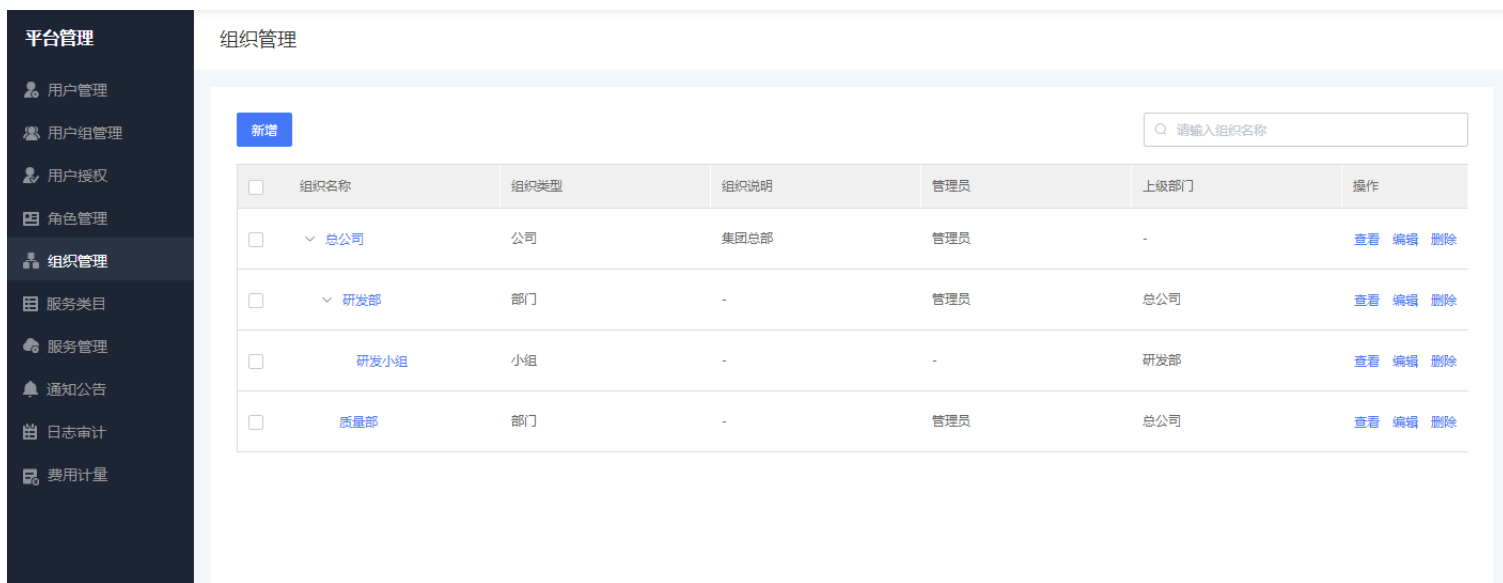 平台管理
用户管理
用户组管理
用户授权
角色管理
组织管理
服务类目
服务管理
通知公告
日志审计
费用计量
组织管理
新增
请输入组织名称
组织名称 组织类型 组织说明 管理员 上级部门 操作
总公司 公司 集团总部 管理员 - 查看 编辑 删除
研发部 部门 - 管理员 总公司 查看 编辑 删除
研发小组 小组 - - 研发部 查看 编辑 删除
质量部 部门 - 管理员 总公司 查看 编辑 删除